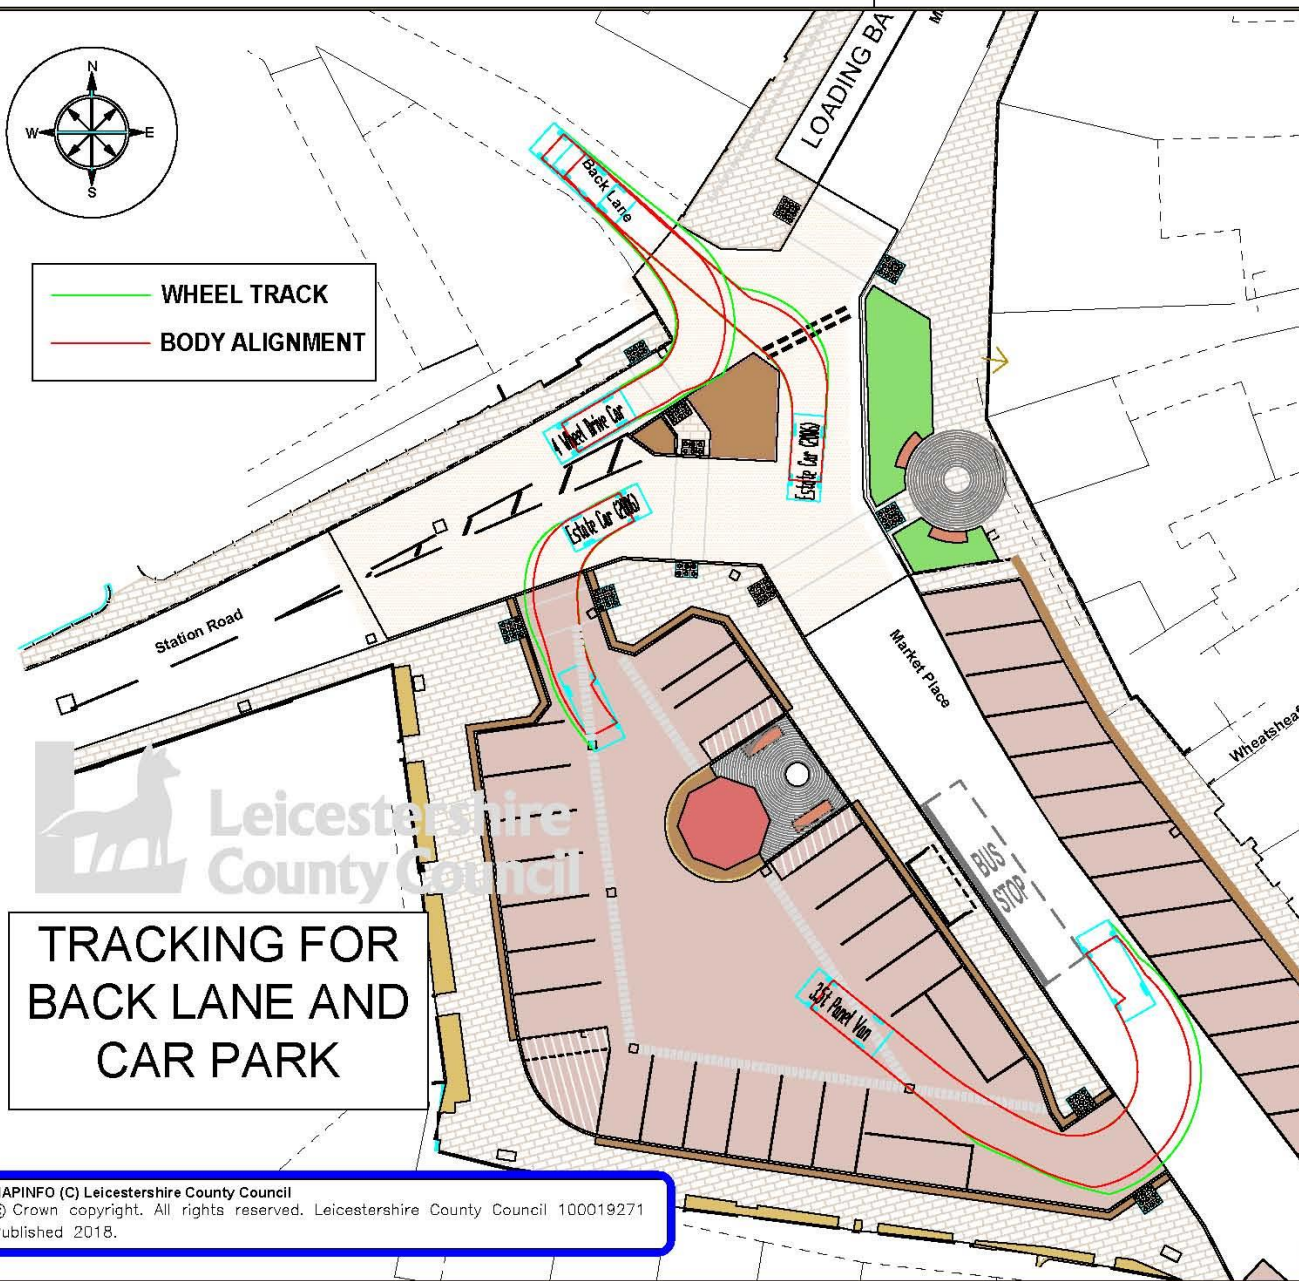 N
W
E
S
LOADING BA
Back Lane
WHEEL TRACK
BODY ALIGNMENT
4 Wheel Drive Car
Estate Car (2006)
Estate Car (2006)
Station Road
Market Place
Wheatsheaf
Leicestershire
County Council
BUS
STOP
TRACKING FOR
BACK LANE AND
CAR PARK
3.5t Panel Van
MAPINFO (C) Leicestershire County Council
© Crown copyright. All rights reserved. Leicestershire County Council 100019271
Published 2018.